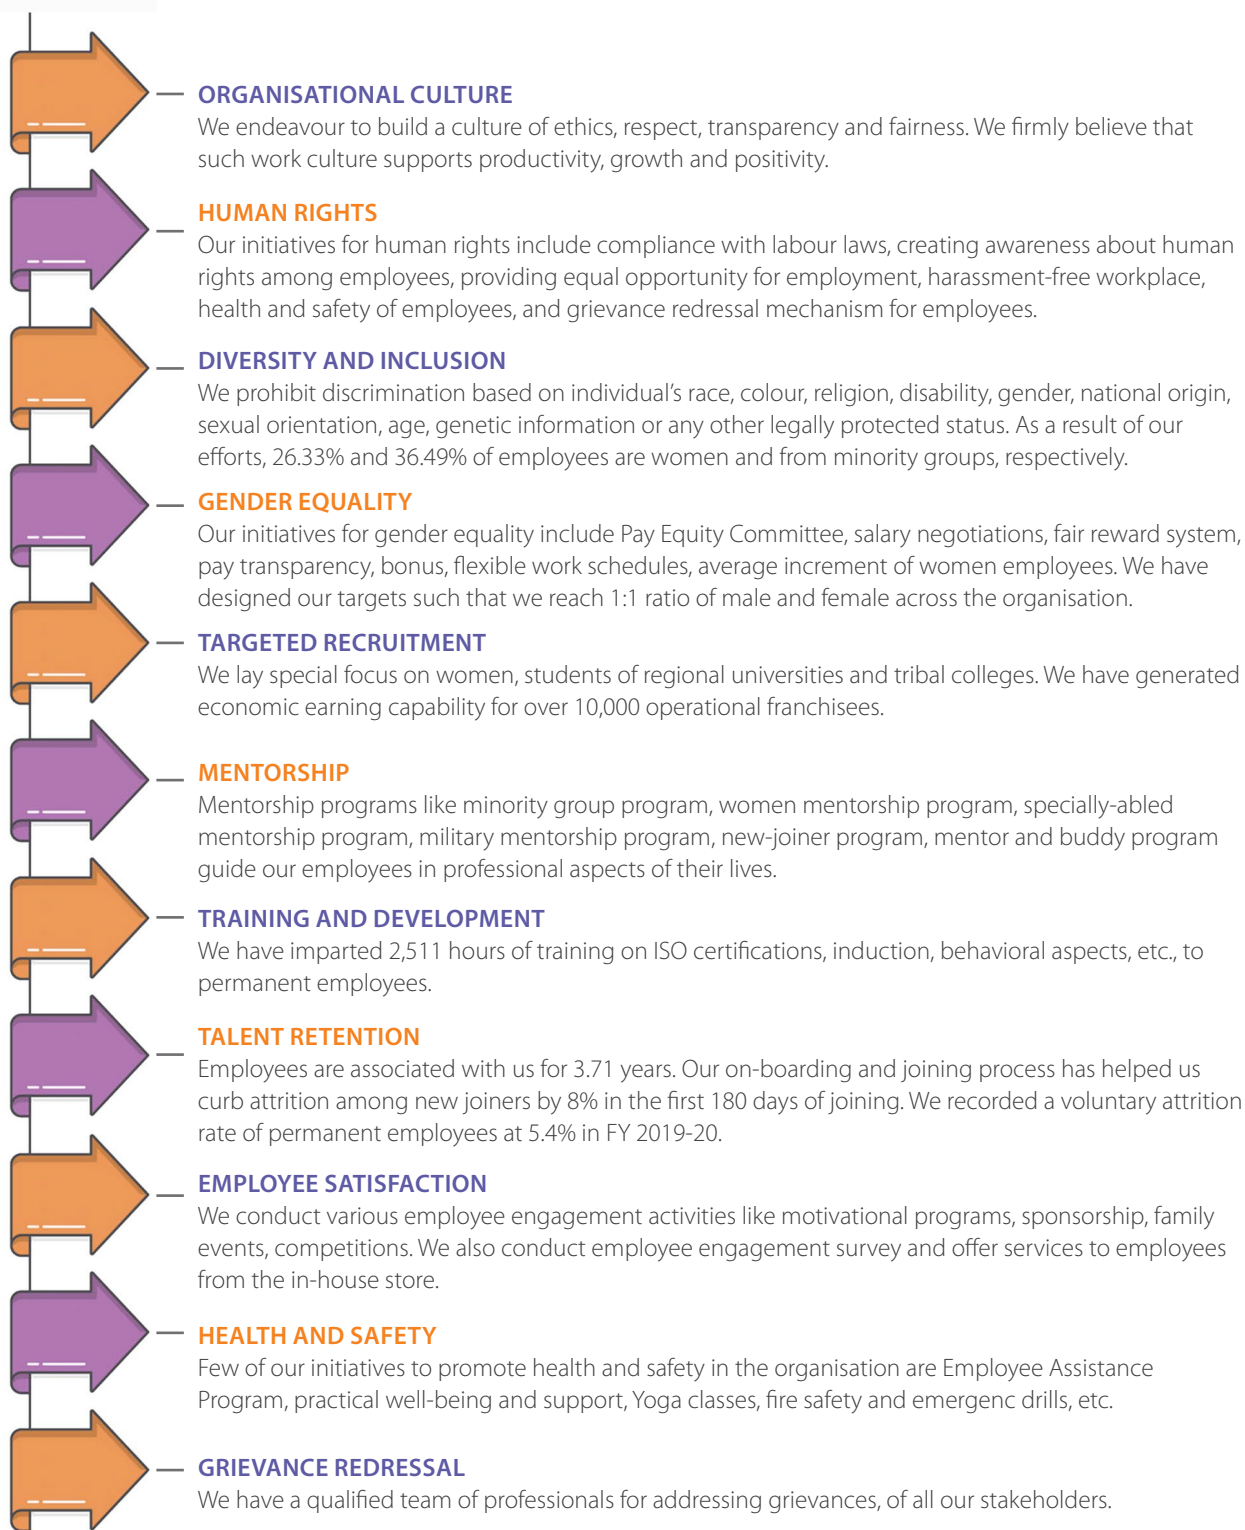 ORGANISATIONAL CULTURE
We endeavour to build a culture of ethics, respect, transparency and fairness. We firmly believe that
such work culture supports productivity, growth and positivity.
HUMAN RIGHTS
Our initiatives for human rights include compliance with labour laws, creating awareness about human
rights among employees, providing equal opportunity for employment, harassment-free workplace,
health and safety of employees, and grievance redressal mechanism for employees.
DIVERSITY AND INCLUSION
We prohibit discrimination based on individual’s race, colour, religion, disability, gender, national origin,
sexual orientation, age, genetic information or any other legally protected status. As a result of our
efforts, 26.33% and 36.49% of employees are women and from minority groups, respectively.
GENDER EQUALITY
Our initiatives for gender equality include Pay Equity Committee, salary negotiations, fair reward system,
pay transparency, bonus, flexible work schedules, average increment of women employees. We have
designed our targets such that we reach 1:1 ratio of male and female across the organisation.
TARGETED RECRUITMENT
We lay special focus on women, students of regional universities and tribal colleges. We have generated
economic earning capability for over 10,000 operational franchisees.
MENTORSHIP
Mentorship programs like minority group program, women mentorship program, specially-abled
mentorship program, military mentorship program, new-joiner program, mentor and buddy program
guide our employees in professional aspects of their lives.
TRAINING AND DEVELOPMENT
We have imparted 2,511 hours of training on ISO certifications, induction, behavioral aspects, etc., to
permanent employees.
TALENT RETENTION
Employees are associated with us for 3.71 years. Our on-boarding and joining process has helped us
curb attrition among new joiners by 8% in the first 180 days of joining. We recorded a voluntary attrition
rate of permanent employees at 5.4% in FY 2019-20.
EMPLOYEE SATISFACTION
We conduct various employee engagement activities like motivational programs, sponsorship, family
events, competitions. We also conduct employee engagement survey and offer services to employees
from the in-house store.
HEALTH AND SAFETY
Few of our initiatives to promote health and safety in the organisation are Employee Assistance
Program, practical well-being and support, Yoga classes, fire safety and emergenc drills, etc.
GRIEVANCE REDRESSAL
We have a qualified team of professionals for addressing grievances, of all our stakeholders.